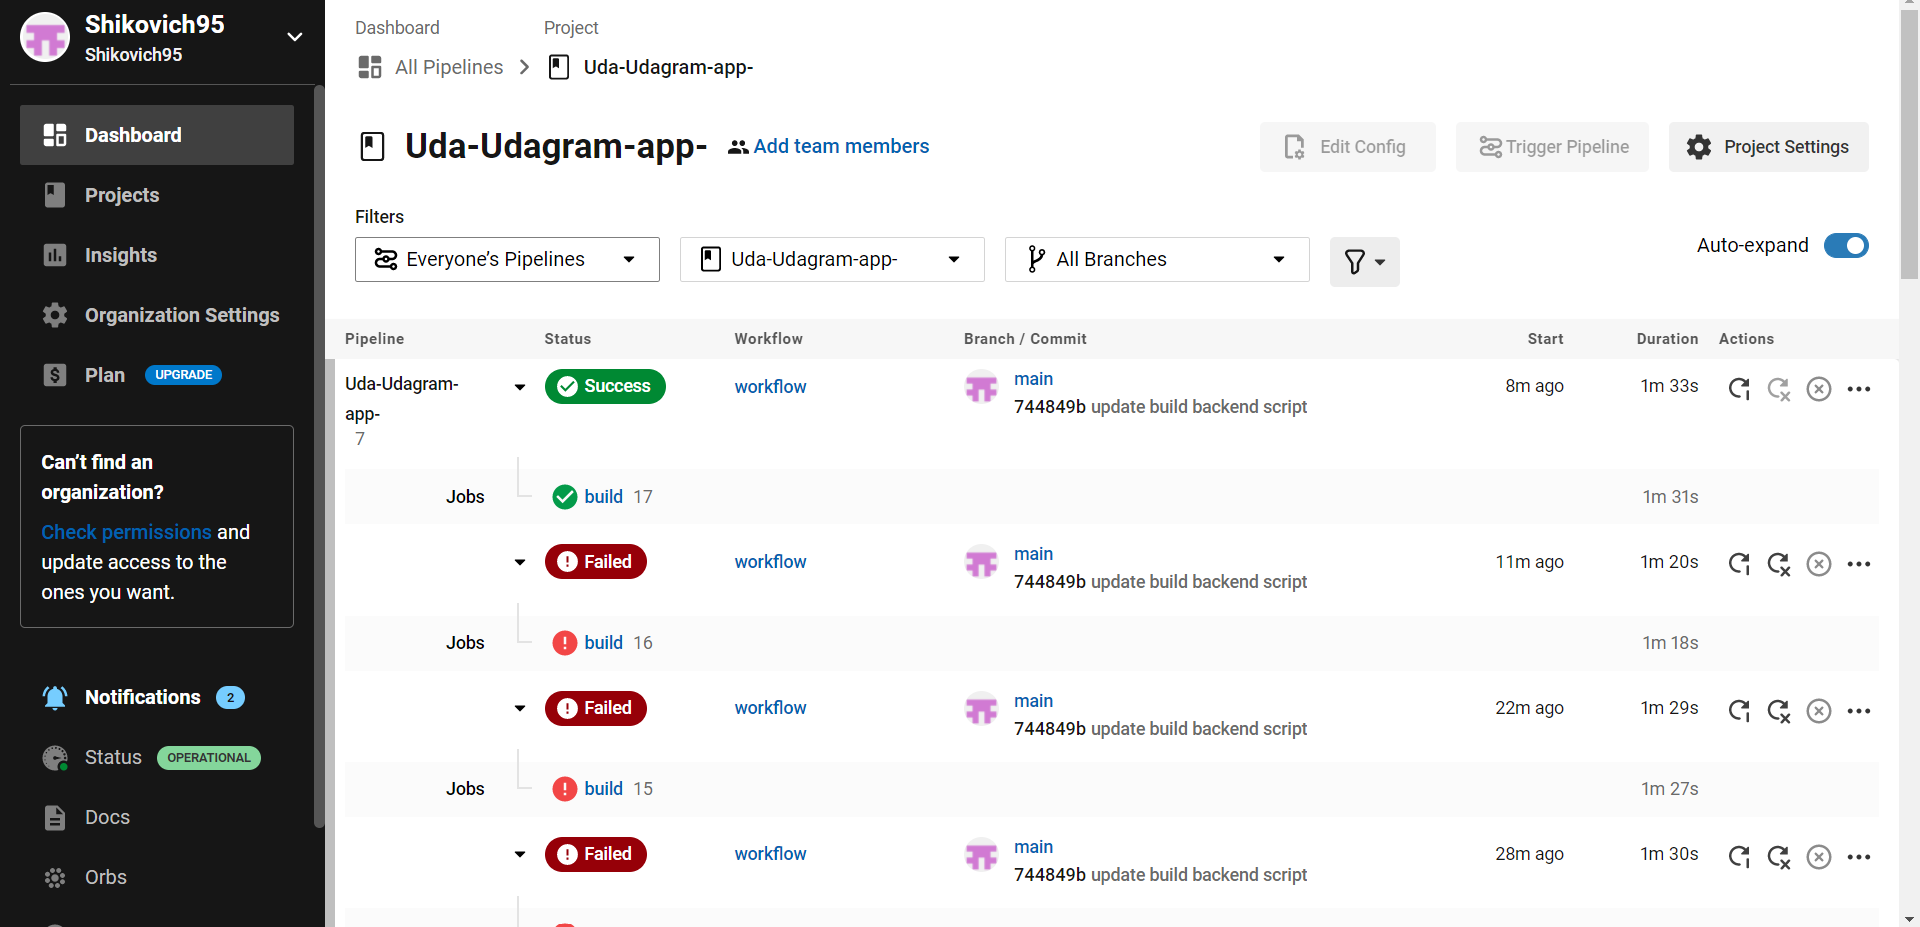 Shikovich95
Shikovich95
Dashboard
Projects
Insights
Organization Settings
Plan UPGRADE
Can't find an
organization?
Check permissions and
update access to the
ones you want.
Notifications 2
Status OPERATIONAL
Docs
Orbs
Dashboard Project
All Pipelines Uda-Udagram-app-
Uda-Udagram-app- Add team members Edit Config Trigger Pipeline Project Settings
Filters
Everyone's Pipelines Uda-Udagram-app- All Branches Auto-expand
Pipeline Status Workflow Branch / Commit Start Duration Actions
Uda-Udagram-
app-
7
Success workflow main 8m ago 1m 33s
744849b update build backend script
Jobs build 17 1m 31s
Failed workflow main 11m ago 1m 20s
744849b update build backend script
Jobs build 16 1m 18s
Failed workflow main 22m ago 1m 29s
744849b update build backend script
Jobs build 15 1m 27s
Failed workflow main 28m ago 1m 30s
744849b update build backend script